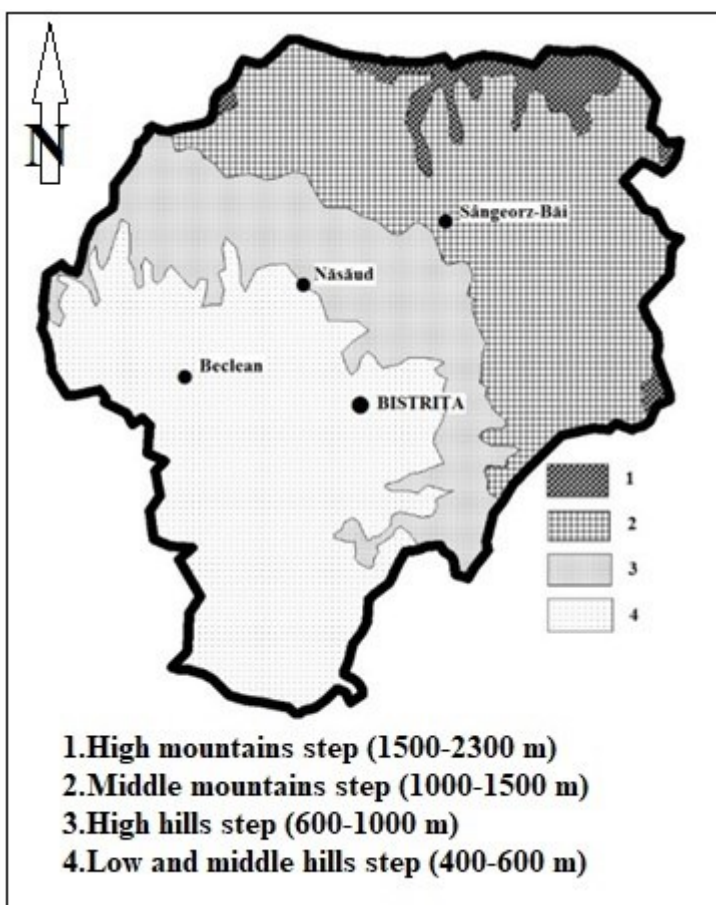 N
Sângeorz-Băi
Năsăud
Beclean
BISTRITA
1
2
3
4
1.High mountains step (1500-2300 m)
2.Middle mountains step (1000-1500 m)
3.High hills step (600-1000 m)
4.Low and middle hills step (400-600 m)